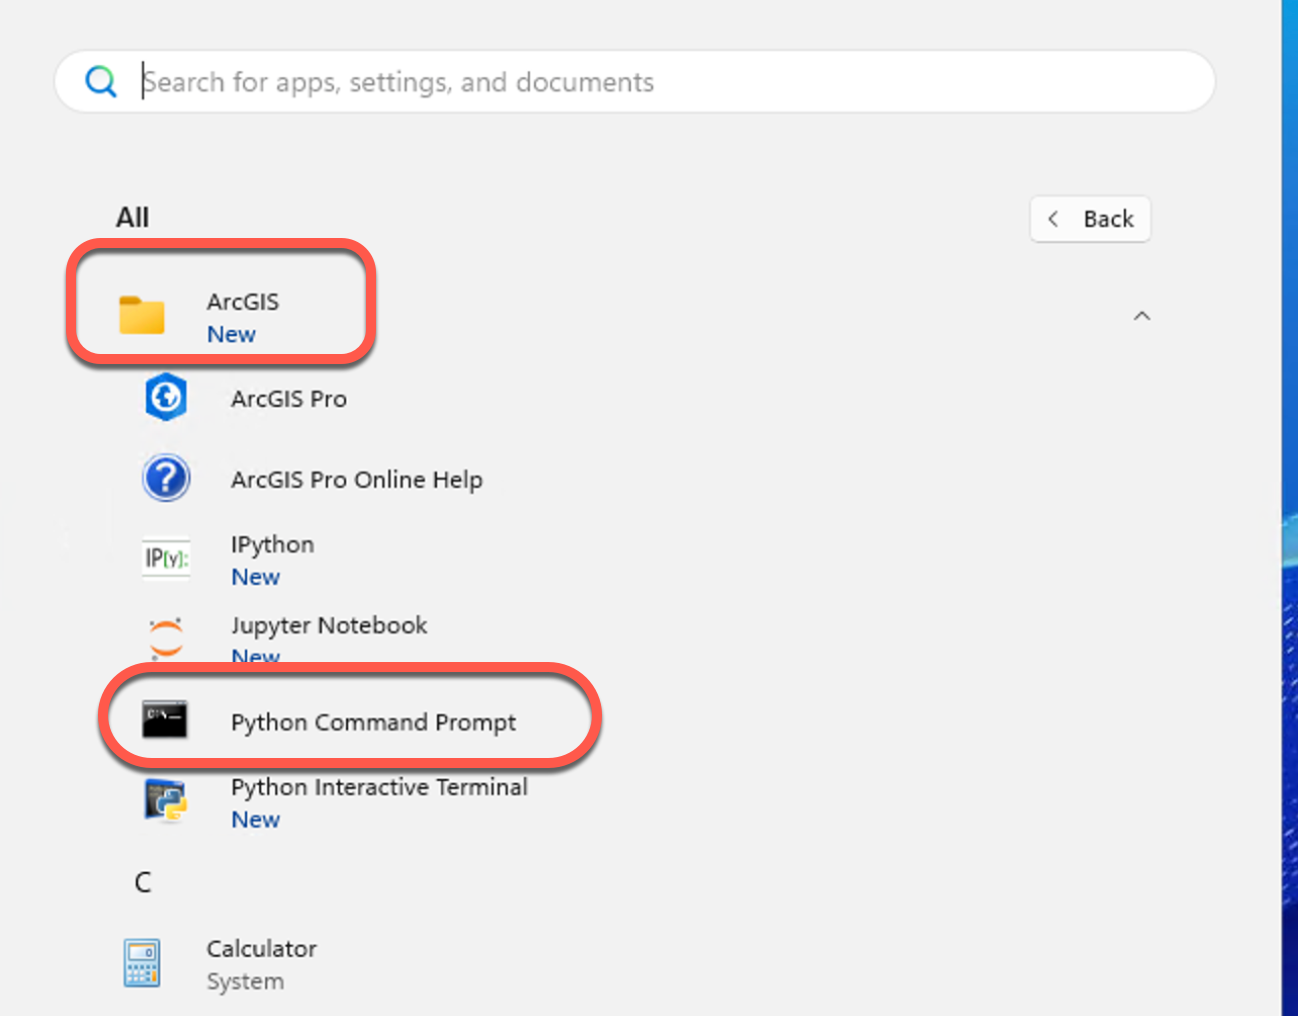 Search for apps, settings, and documents
All
Back
ArcGIS
New
ArcGIS Pro
ArcGIS Pro Online Help
IP[y]:
IPython
New
Jupyter Notebook
New
C:\_
Python Command Prompt
Python Interactive Terminal
New
C
Calculator
System